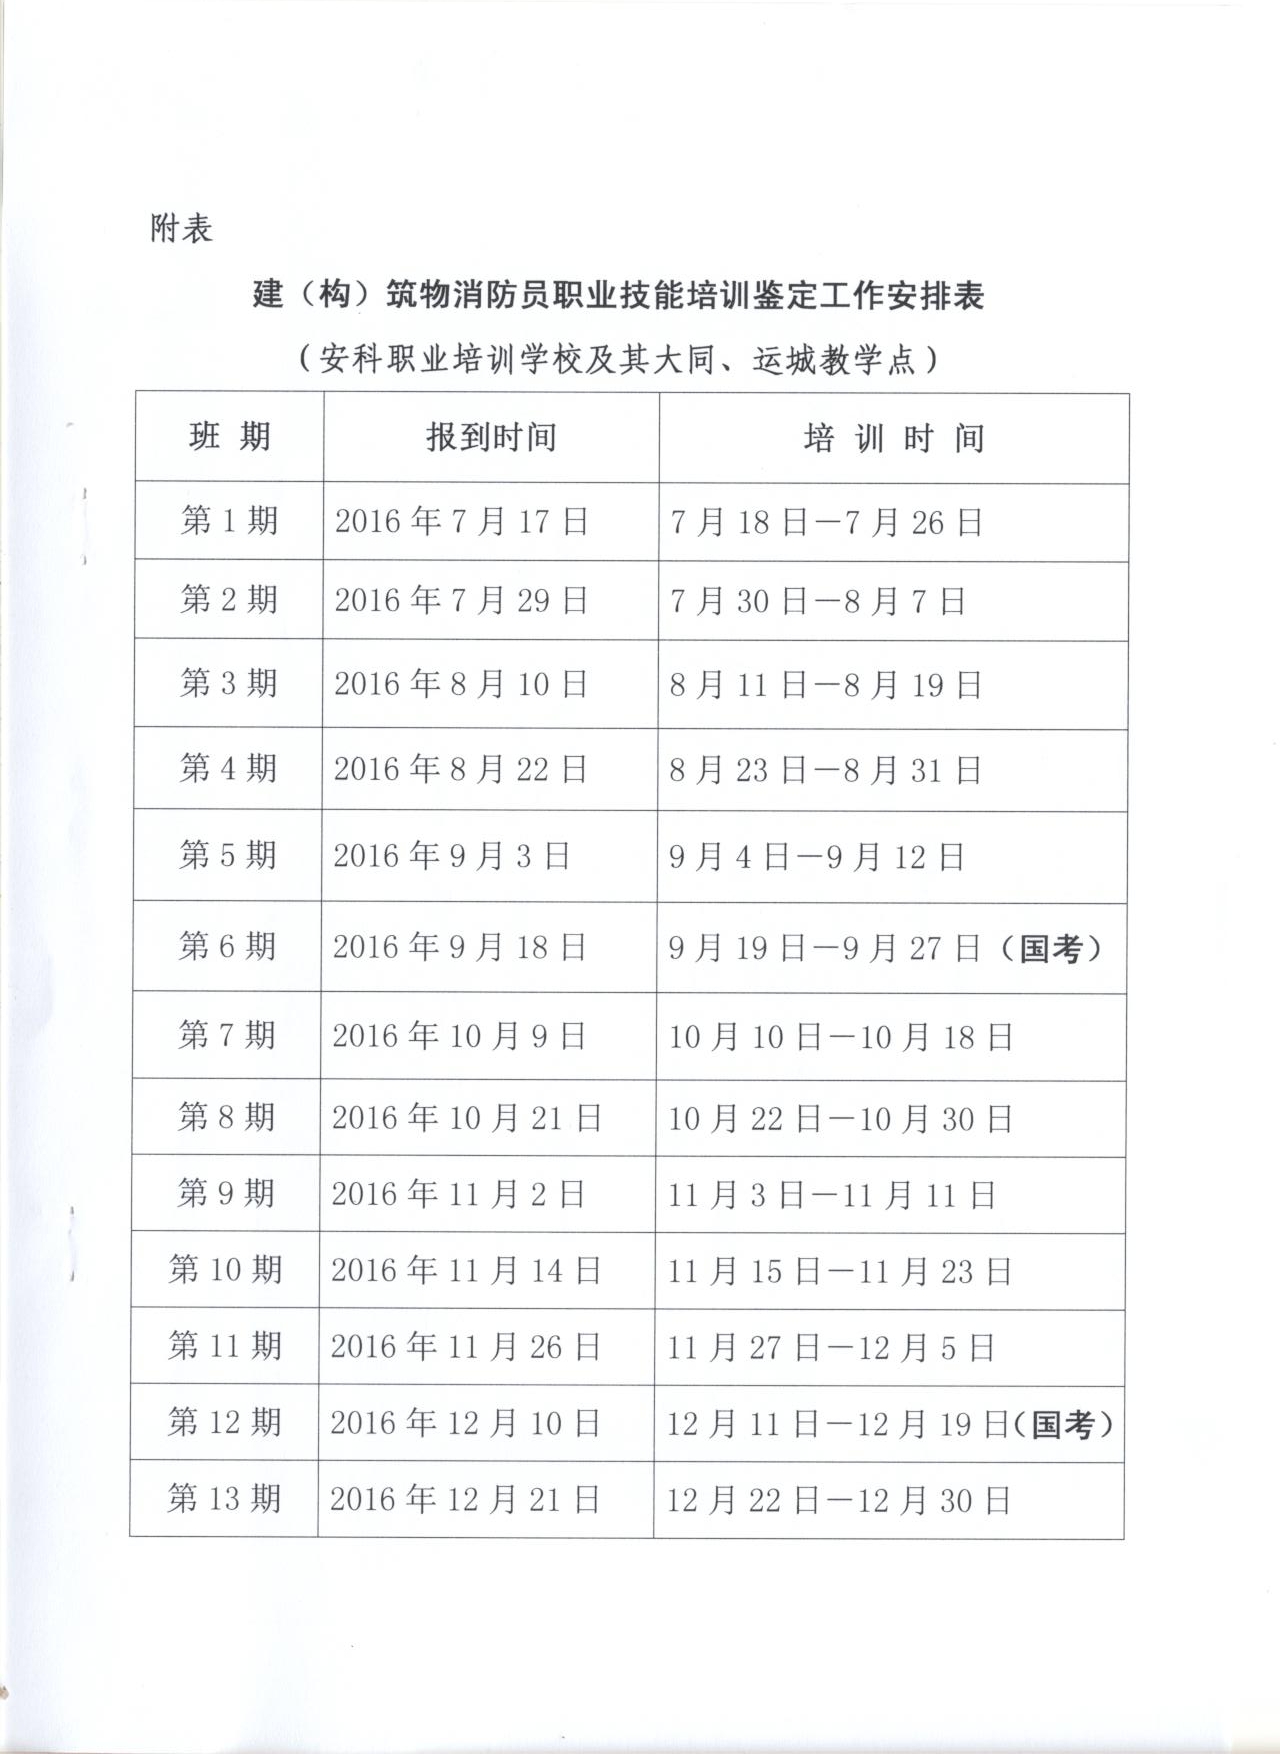 附表
建（构）筑物消防员职业技能培训鉴定工作安排表
（安科职业培训学校及其大同、运城教学点）
班 期 报到时间 培 训 时 间
第 1 期 2016 年 7 月 17 日 7 月 18 日－7 月 26 日
第 2 期 2016 年 7 月 29 日 7 月 30 日－8 月 7 日
第 3 期 2016 年 8 月 10 日 8 月 11 日－8 月 19 日
第 4 期 2016 年 8 月 22 日 8 月 23 日－8 月 31 日
第 5 期 2016 年 9 月 3 日 9 月 4 日－9 月 12 日
第 6 期 2016 年 9 月 18 日 9 月 19 日－9 月 27 日（国考）
第 7 期 2016 年 10 月 9 日 10 月 10 日－10 月 18 日
第 8 期 2016 年 10 月 21 日 10 月 22 日－10 月 30 日
第 9 期 2016 年 11 月 2 日 11 月 3 日－11 月 11 日
第 10 期 2016 年 11 月 14 日 11 月 15 日－11 月 23 日
第 11 期 2016 年 11 月 26 日 11 月 27 日－12 月 5 日
第 12 期 2016 年 12 月 10 日 12 月 11 日－12 月 19 日（国考）
第 13 期 2016 年 12 月 21 日 12 月 22 日－12 月 30 日